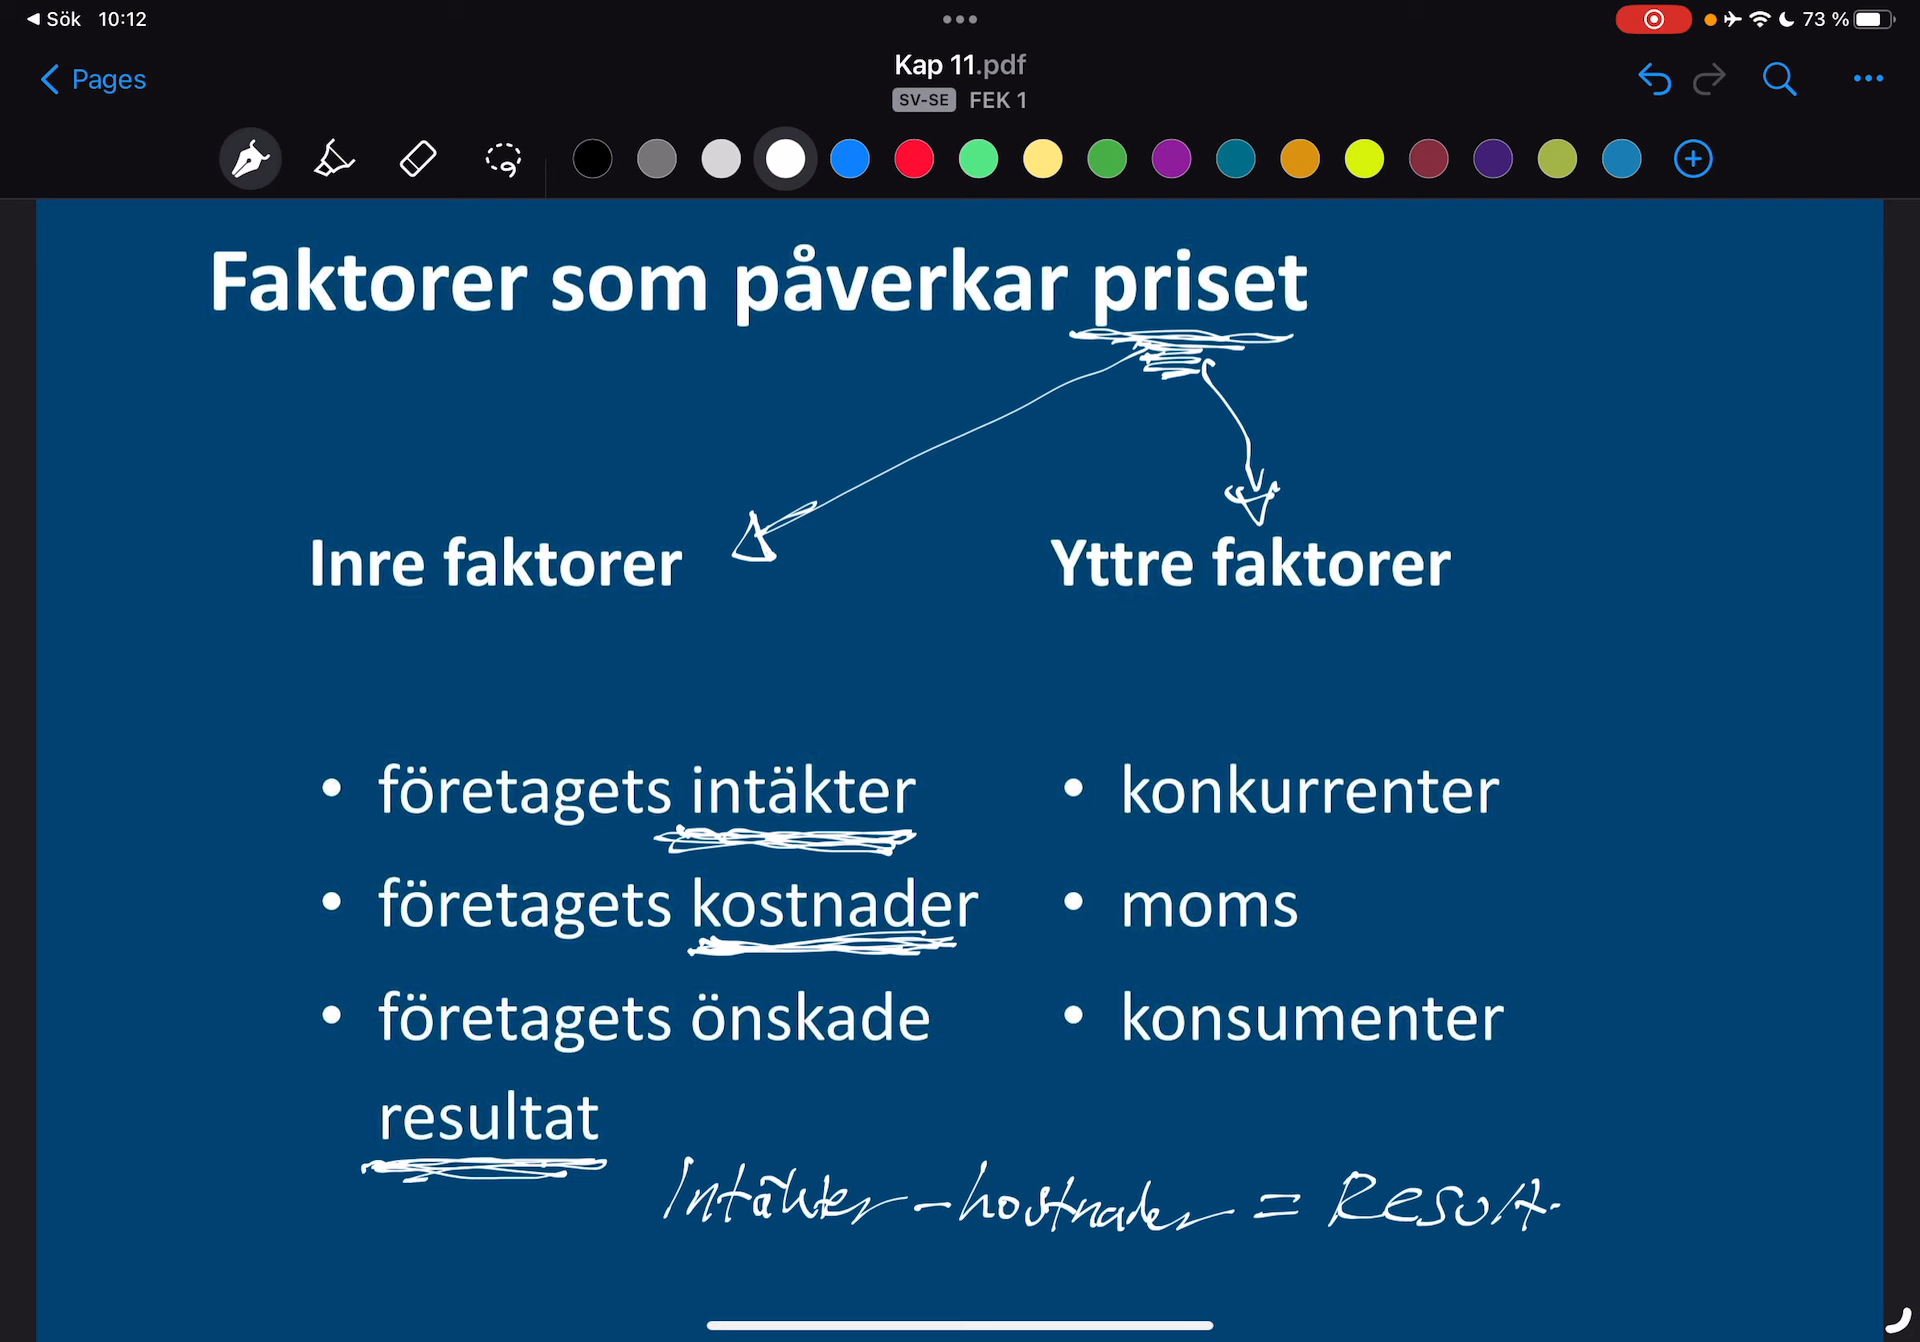 ◀ Sök 10:12
73 %
Pages
Kap 11.pdf
SV-SE FEK 1
Faktorer som påverkar priset
Inre faktorer
• företagets intäkter
• företagets kostnader
• företagets önskade
resultat
Yttre faktorer
• konkurrenter
• moms
• konsumenter
Intäkter - kostnader = Result.